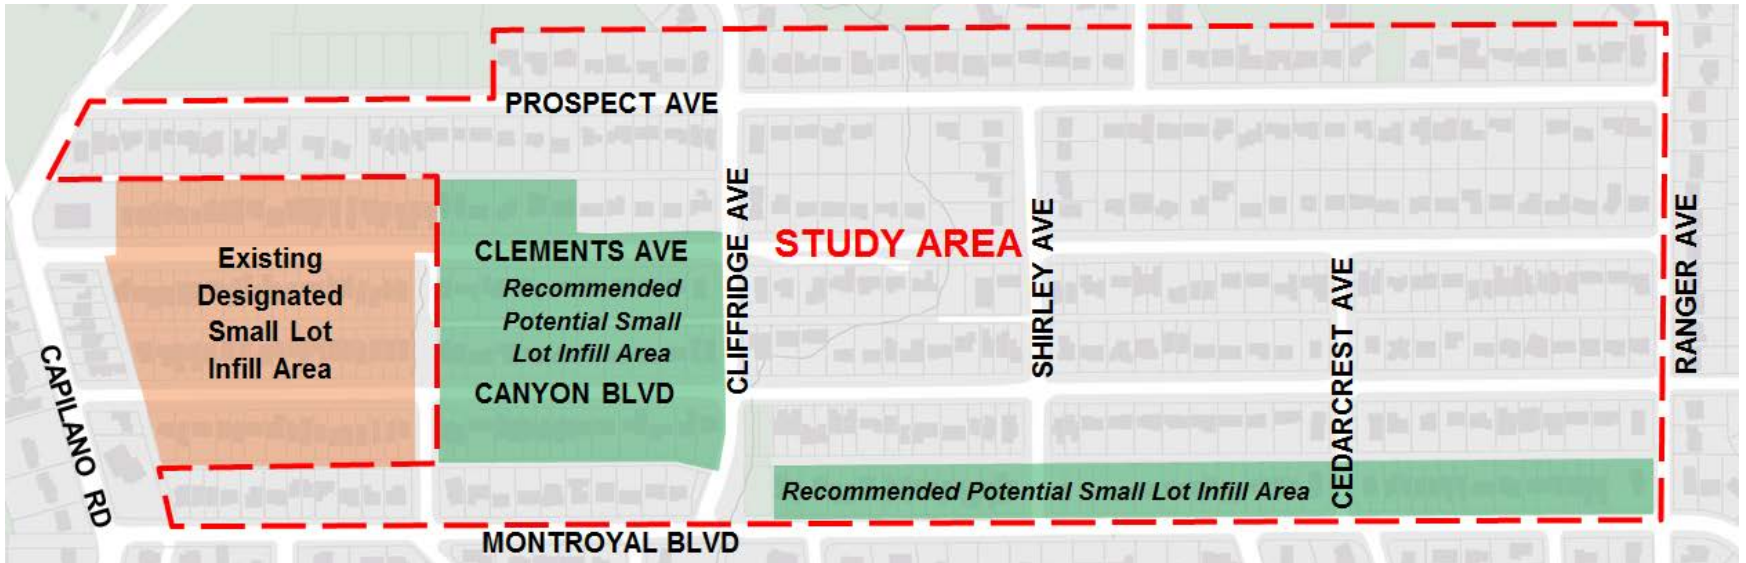 PROSPECT AVE
Existing
Designated
Small Lot
Infill Area
CLEMENTS AVE
Recommended
Potential Small
Lot Infill Area
CANYON BLVD
CLIFFRIDGE AVE
STUDY AREA
SHIRLEY AVE
CEDARCREST AVE
RANGER AVE
CAPILANO RD
Recommended Potential Small Lot Infill Area
MONTROYAL BLVD